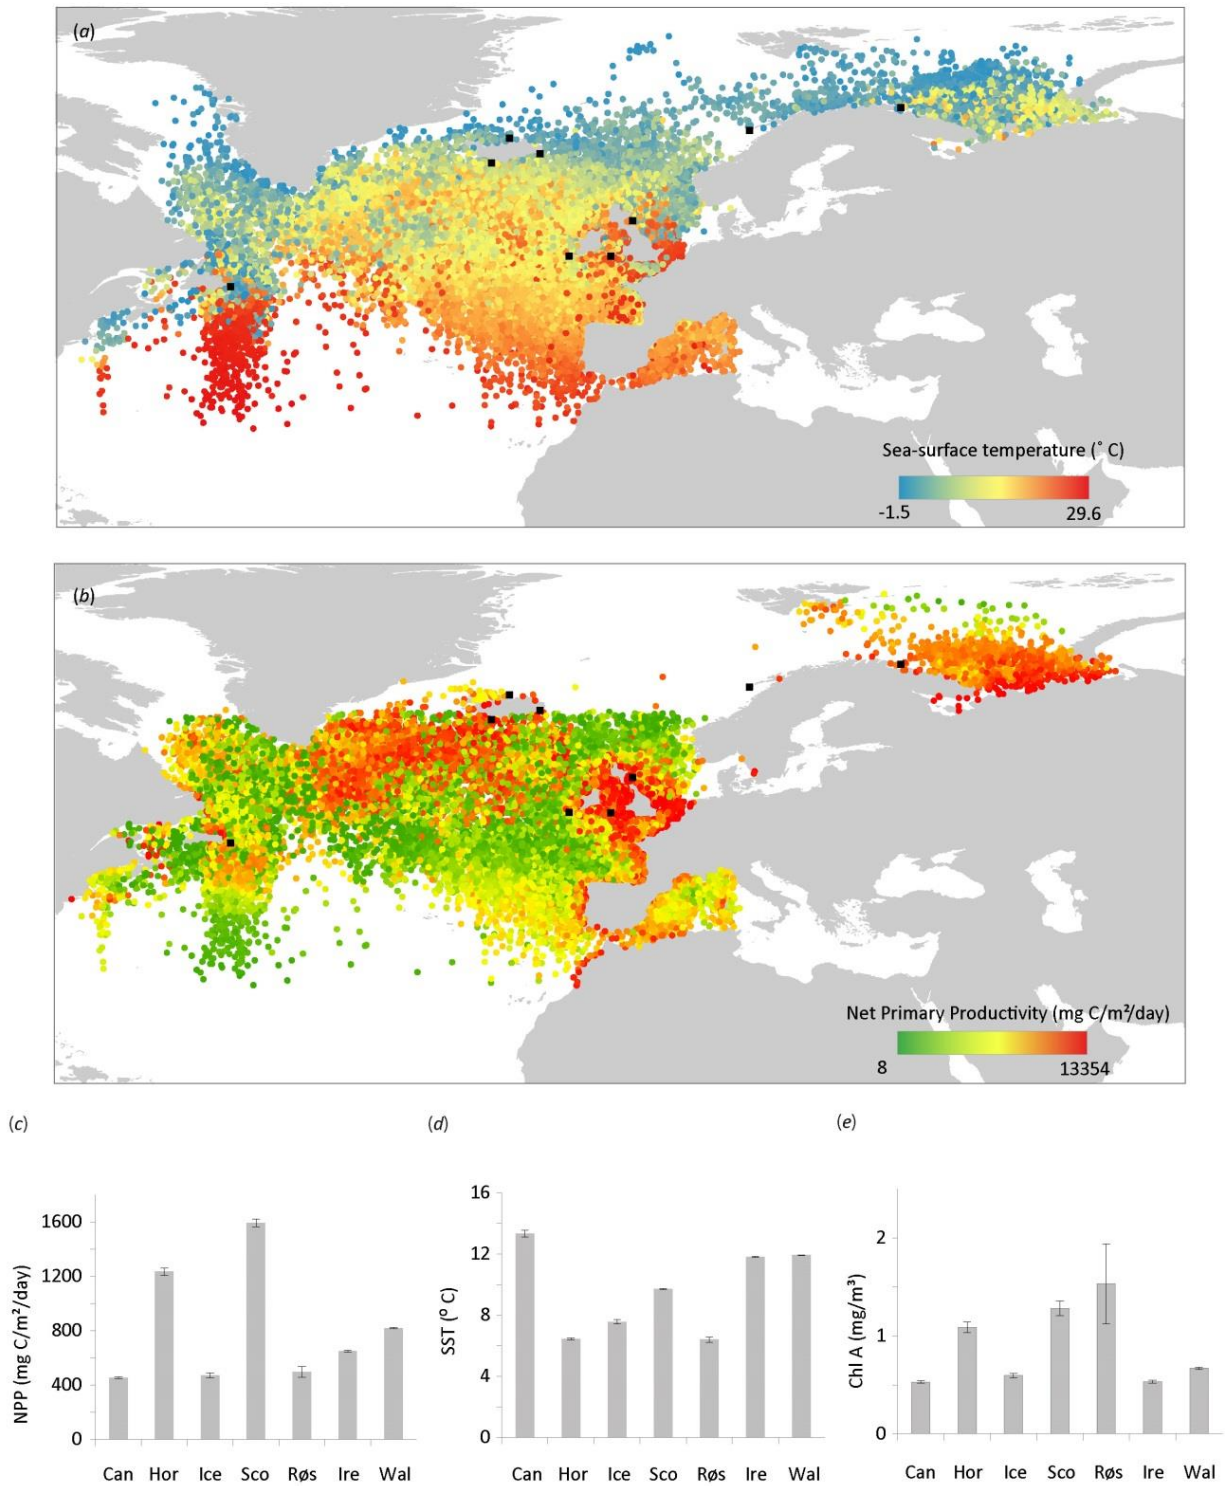 (a)
Sea-surface temperature (˚ C)
-1.5 29.6
(b)
Net Primary Productivity (mg C/m²/day)
8 13354
(c) (d) (e)
NPP (mg C/m²/day)
1600
1200
800
400
0
Can Hor Ice Sco Røs Ire Wal
SST (⁰ C)
16
12
8
4
0
Can Hor Ice Sco Røs Ire Wal
Chl A (mg/m³)
2
1
0
Can Hor Ice Sco Røs Ire Wal